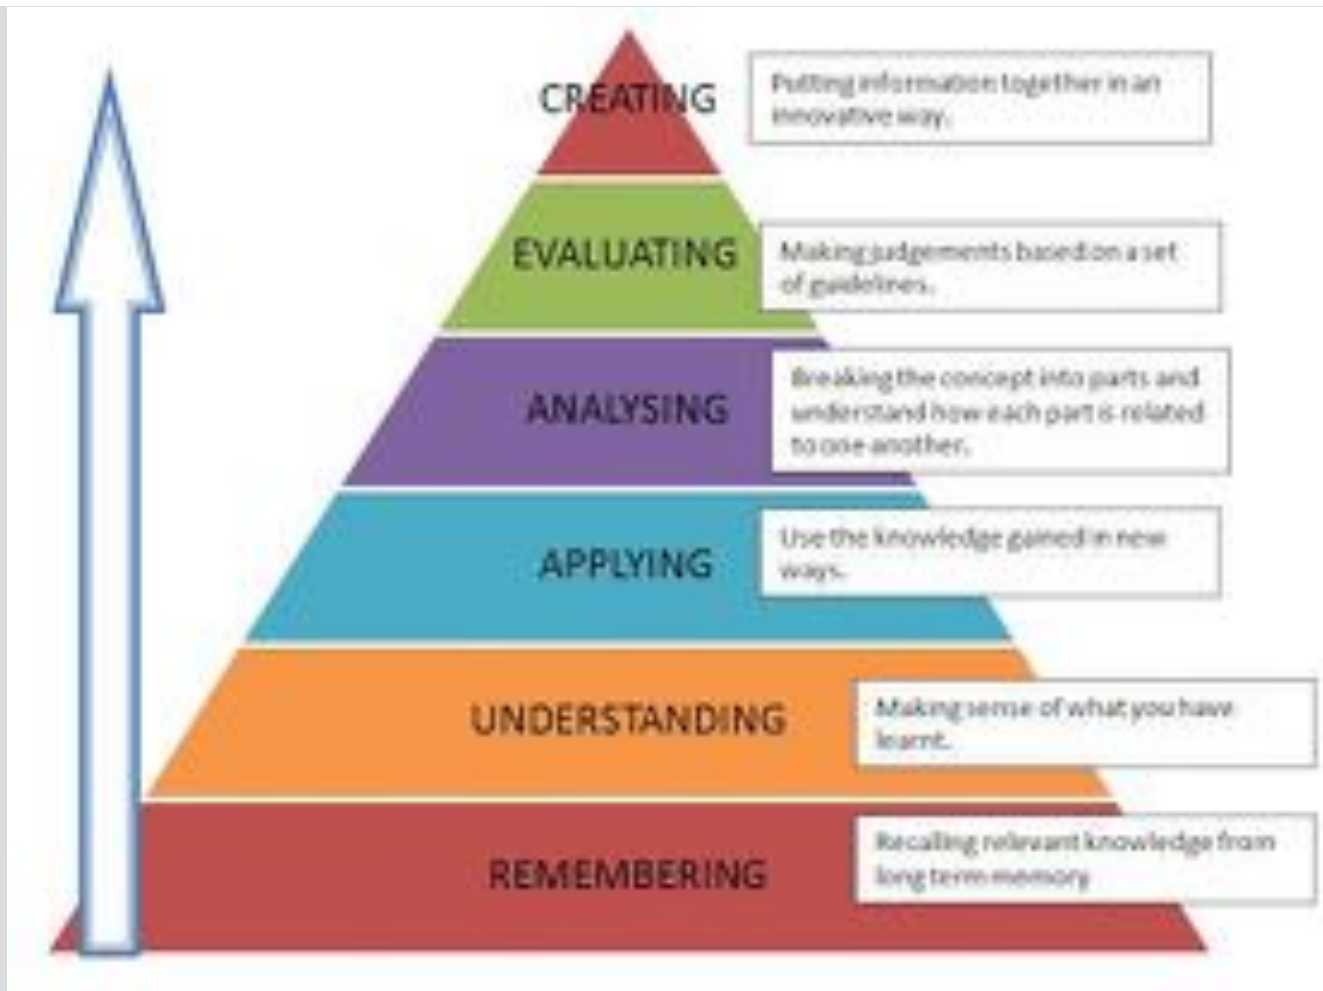 CREATING
Putting information together in an
innovative way.
EVALUATING
Making judgements based on a set
of guidelines.
ANALYSING
Breaking the concept into parts and
understand how each part is related
to one another.
APPLYING
Use the knowledge gained in new
ways.
UNDERSTANDING
Making sense of what you have
learnt.
REMEMBERING
Recalling relevant knowledge from
long term memory